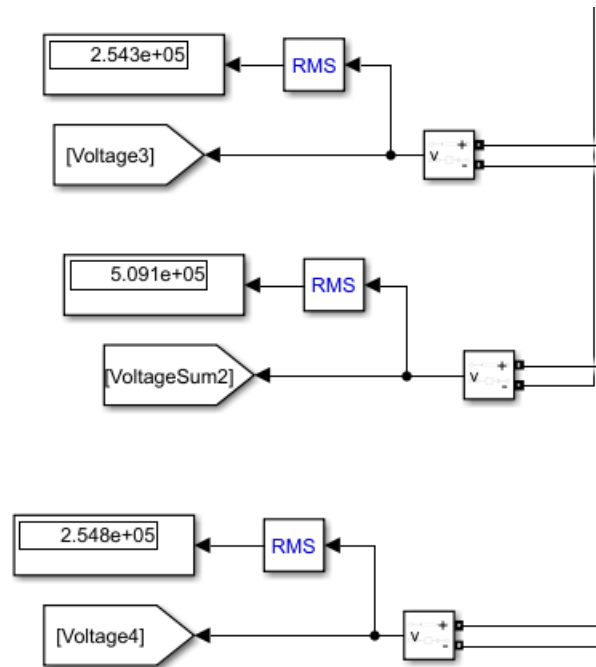 2.543e+05
RMS
[Voltage3]
v
+
-
5.091e+05
RMS
[VoltageSum2]
v
+
-
2.548e+05
RMS
[Voltage4]
v
+
-